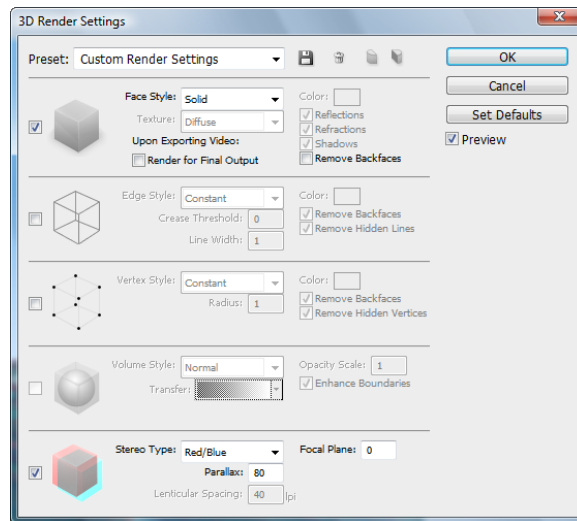 3D Render Settings
Preset: Custom Render Settings
OK
Cancel
Set Defaults
Preview
Face Style: Solid
Color:
Texture: Diffuse
Reflections
Refractions
Upon Exporting Video:
Shadows
Render for Final Output
Remove Backfaces
Edge Style: Constant
Color:
Crease Threshold: 0
Remove Backfaces
Line Width: 1
Remove Hidden Lines
Vertex Style: Constant
Color:
Radius: 1
Remove Backfaces
Remove Hidden Vertices
Volume Style: Normal
Opacity Scale: 1
Transfer:
Enhance Boundaries
Stereo Type: Red/Blue
Focal Plane: 0
Parallax: 80
Lenticular Spacing: 40 lpi